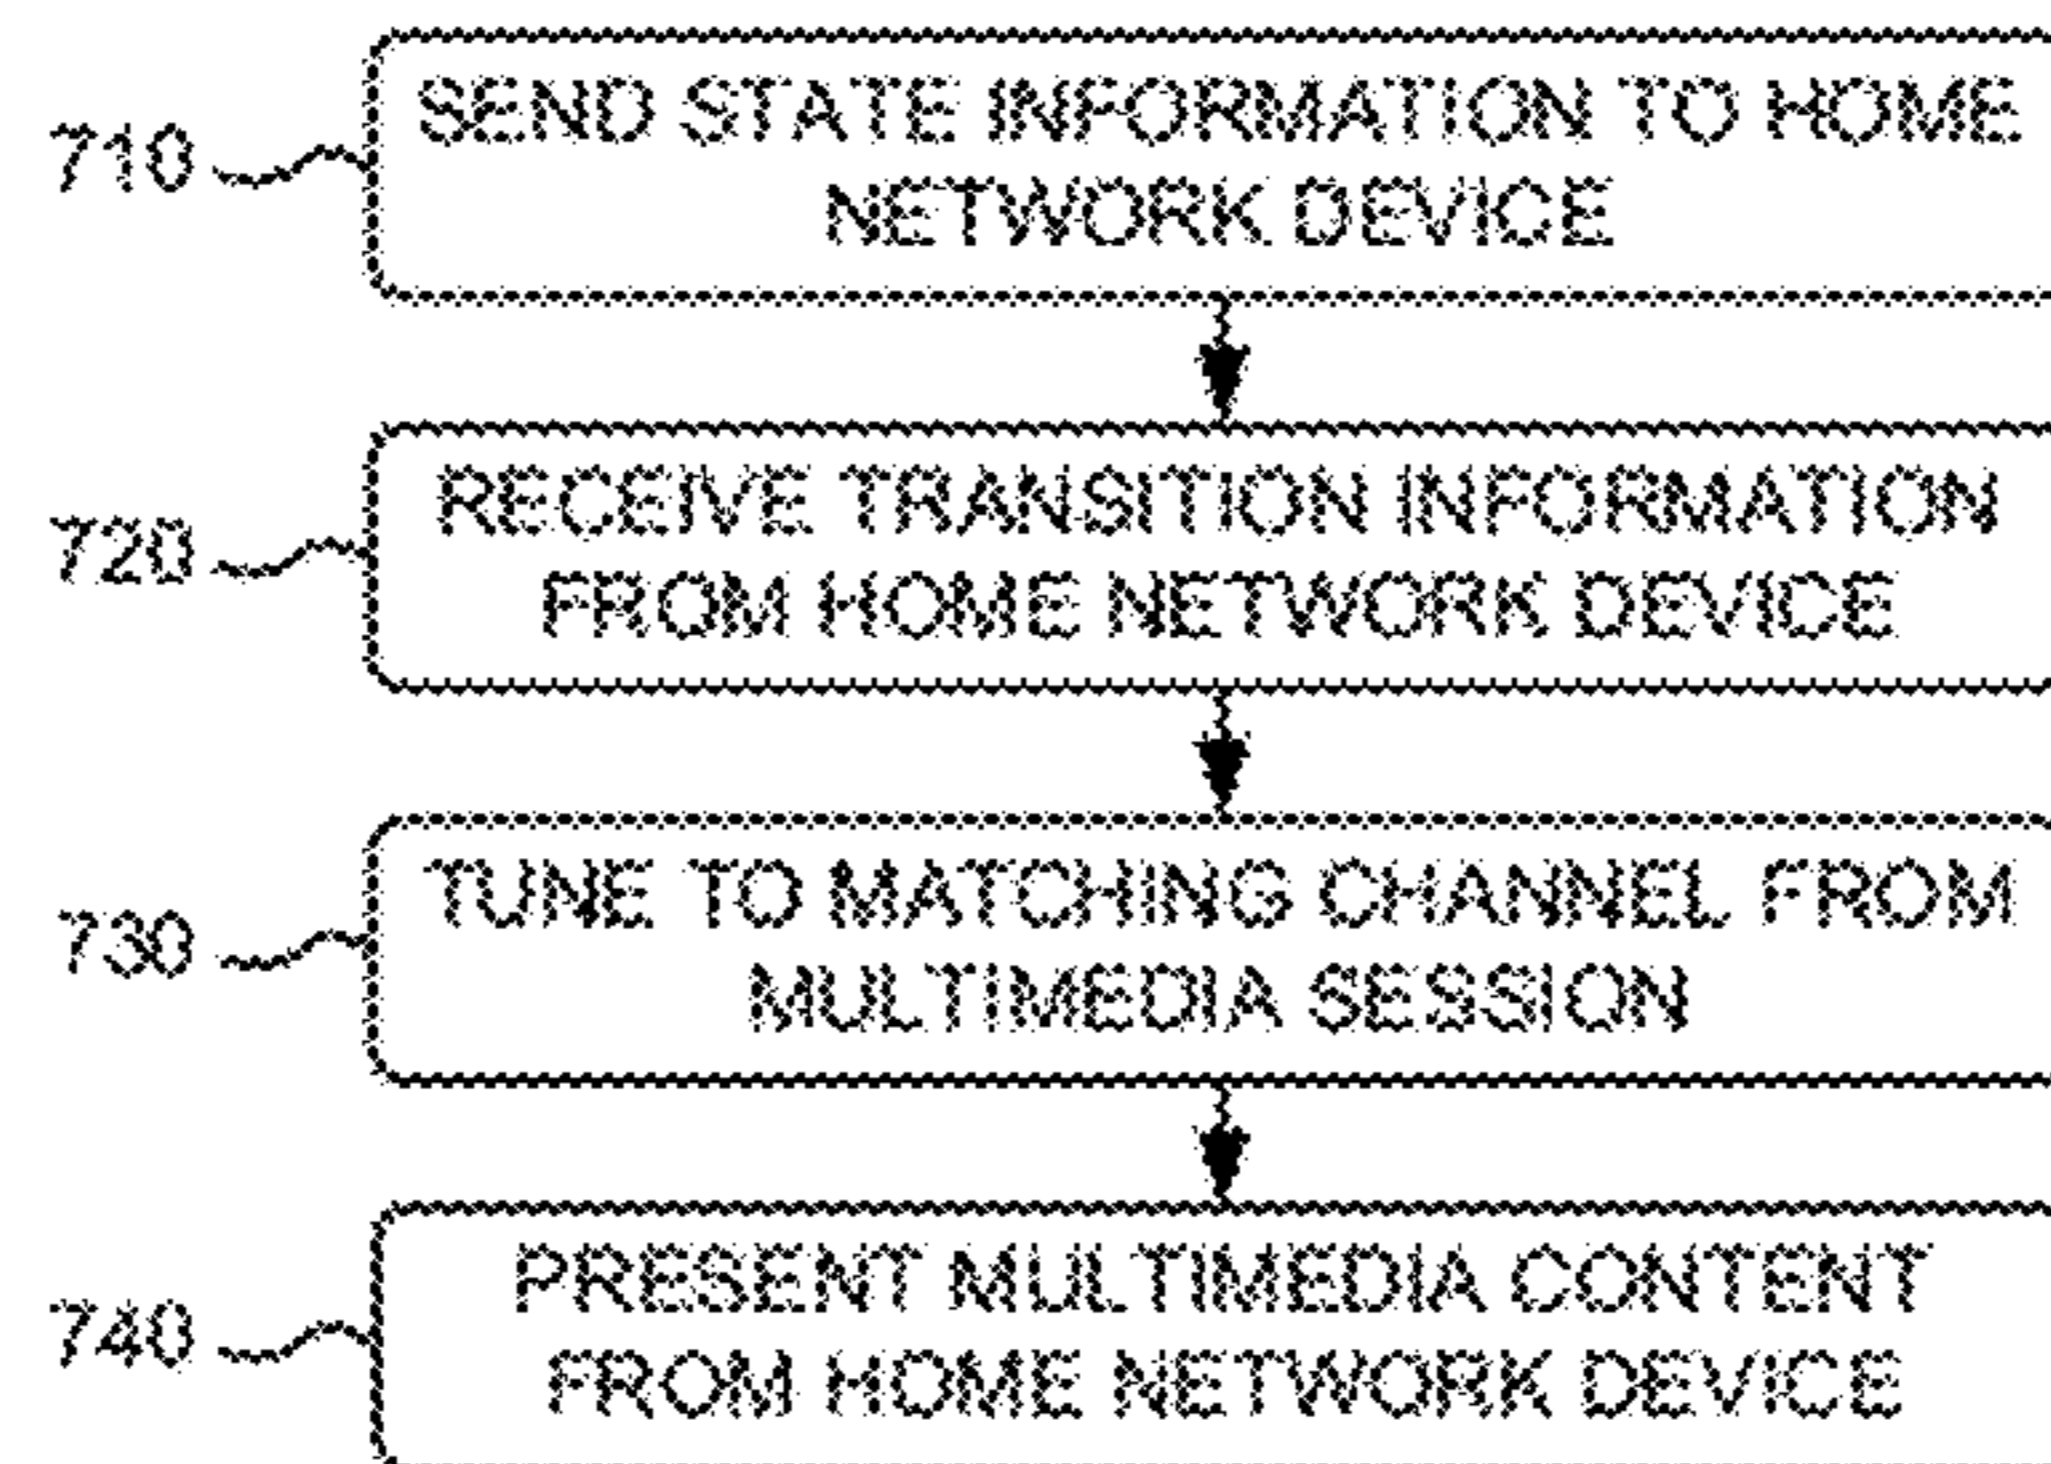 710
SEND STATE INFORMATION TO HOME
NETWORK DEVICE
720
RECEIVE TRANSITION INFORMATION
FROM HOME NETWORK DEVICE
730
TUNE TO MATCHING CHANNEL FROM
MULTIMEDIA SESSION
740
PRESENT MULTIMEDIA CONTENT
FROM HOME NETWORK DEVICE